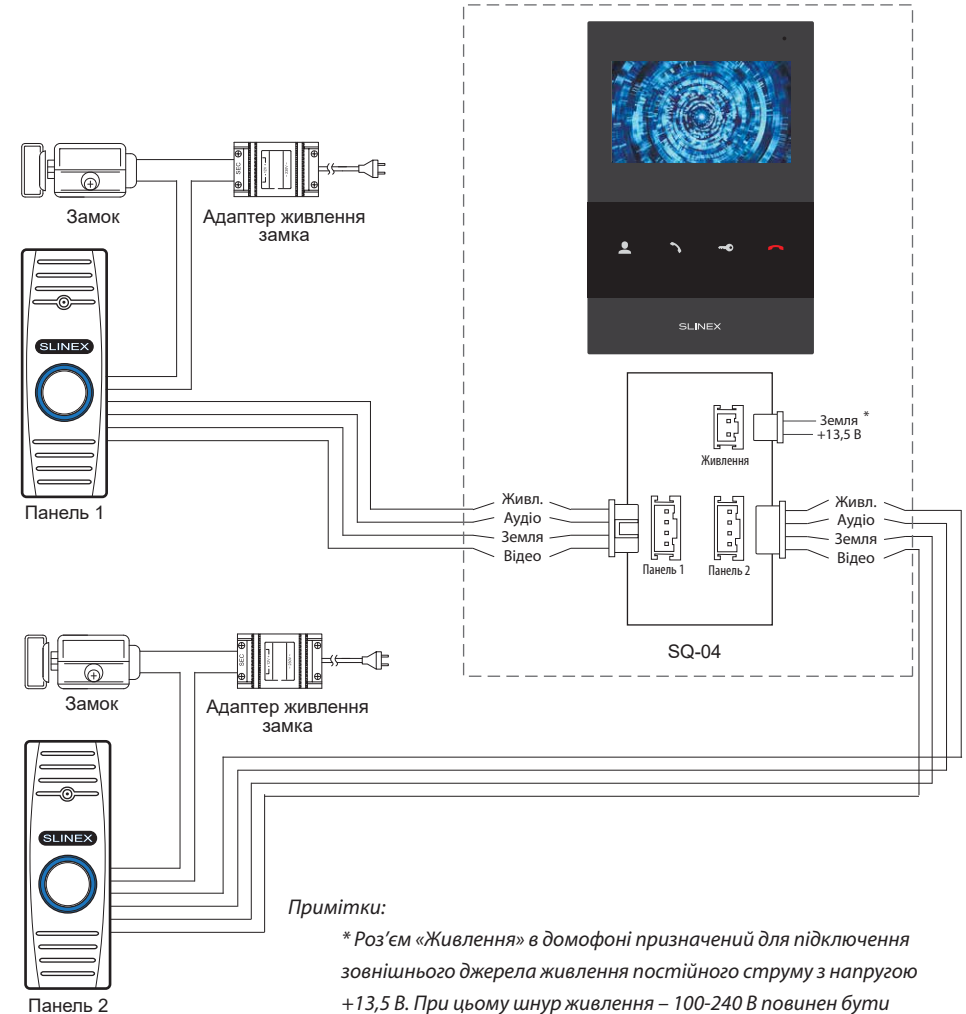 Замок
Адаптер живлення
замка
SLINEX
Панель 1
SLINEX
Земля *
+13,5 В
Живлення
Живл.
Аудіо
Земля
Відео
Панель 1
Панель 2
Живл.
Аудіо
Земля
Відео
SQ-04
SEC
Замок
Адаптер живлення
замка
SEC
SLINEX
Панель 2
Примітки:
* Роз’єм «Живлення» в домофоні призначений для підключення
зовнішнього джерела живлення постійного струму з напругою
+13,5 В. При цьому шнур живлення – 100-240 В повинен бути